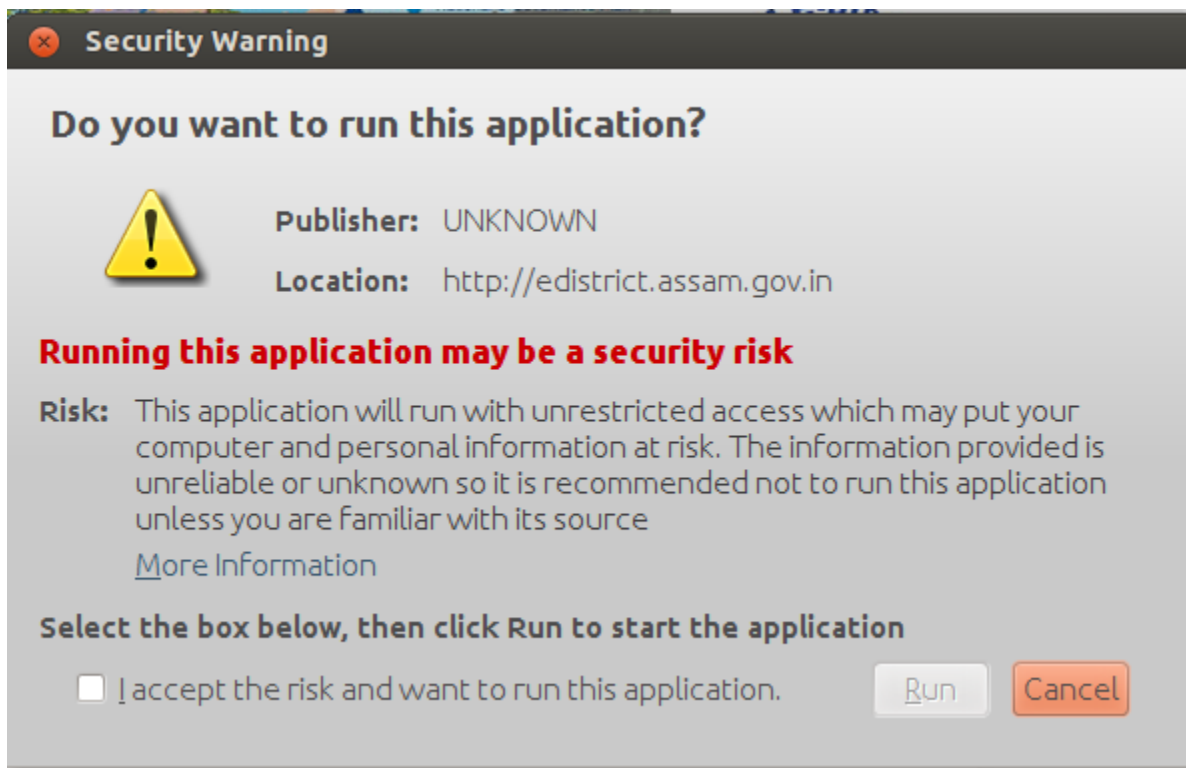 Security Warning
Do you want to run this application?
Publisher: UNKNOWN
Location: http://edistrict.assam.gov.in
Running this application may be a security risk
Risk: This application will run with unrestricted access which may put your
computer and personal information at risk. The information provided is
unreliable or unknown so it is recommended not to run this application
unless you are familiar with its source
More Information
Select the box below, then click Run to start the application
I accept the risk and want to run this application. Run Cancel